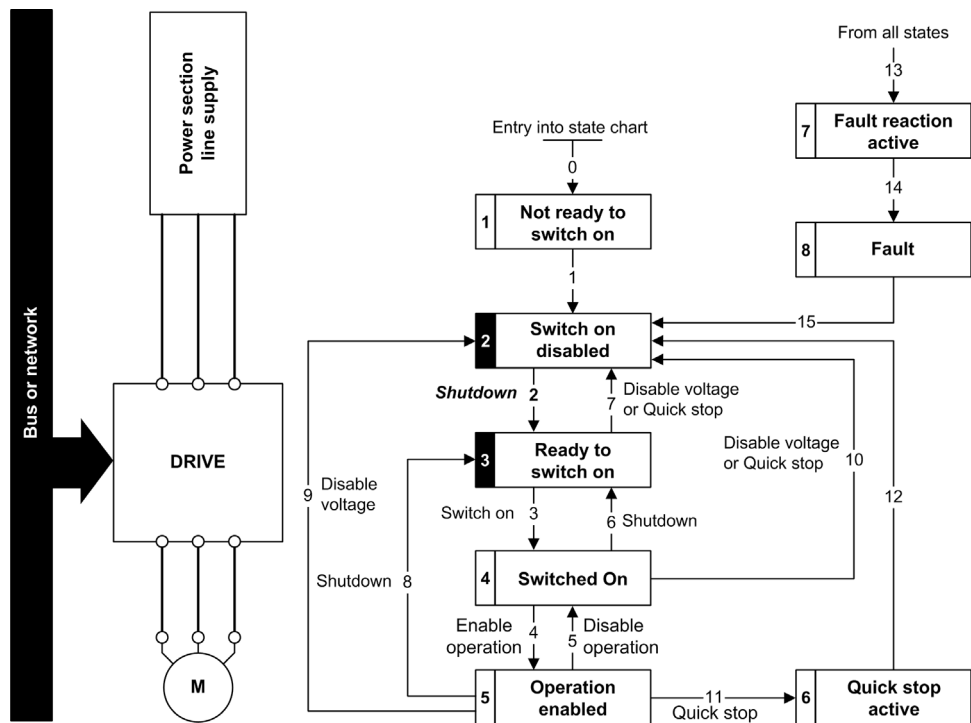 Bus or network
Power section
line supply
DRIVE
M
Entry into state chart
0
1
Not ready to
switch on
1
2
Switch on
disabled
Shutdown
2
7
Disable voltage
or Quick stop
3
Ready to
switch on
Switch on
3
6
Shutdown
4
Switched On
Enable
operation
4
5
Disable
operation
5
Operation
enabled
9
Disable
voltage
Shutdown
8
Disable voltage
or Quick stop
10
11
Quick stop
6
Quick stop
active
12
From all states
13
7
Fault reaction
active
14
8
Fault
15